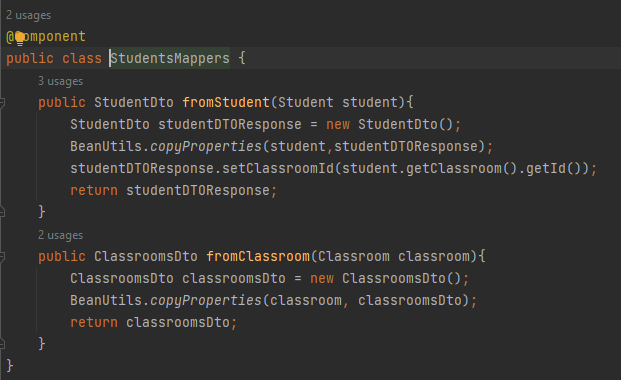 2 usages
@Component
public class StudentsMappers {
3 usages
public StudentDto fromStudent(Student student){
StudentDto studentDTOResponse = new StudentDto();
BeanUtils.copyProperties(student,studentDTOResponse);
studentDTOResponse.setClassroomId(student.getClassroom().getId());
return studentDTOResponse;
}
2 usages
public ClassroomsDto fromClassroom(Classroom classroom){
ClassroomsDto classroomsDto = new ClassroomsDto();
BeanUtils.copyProperties(classroom, classroomsDto);
return classroomsDto;
}
}